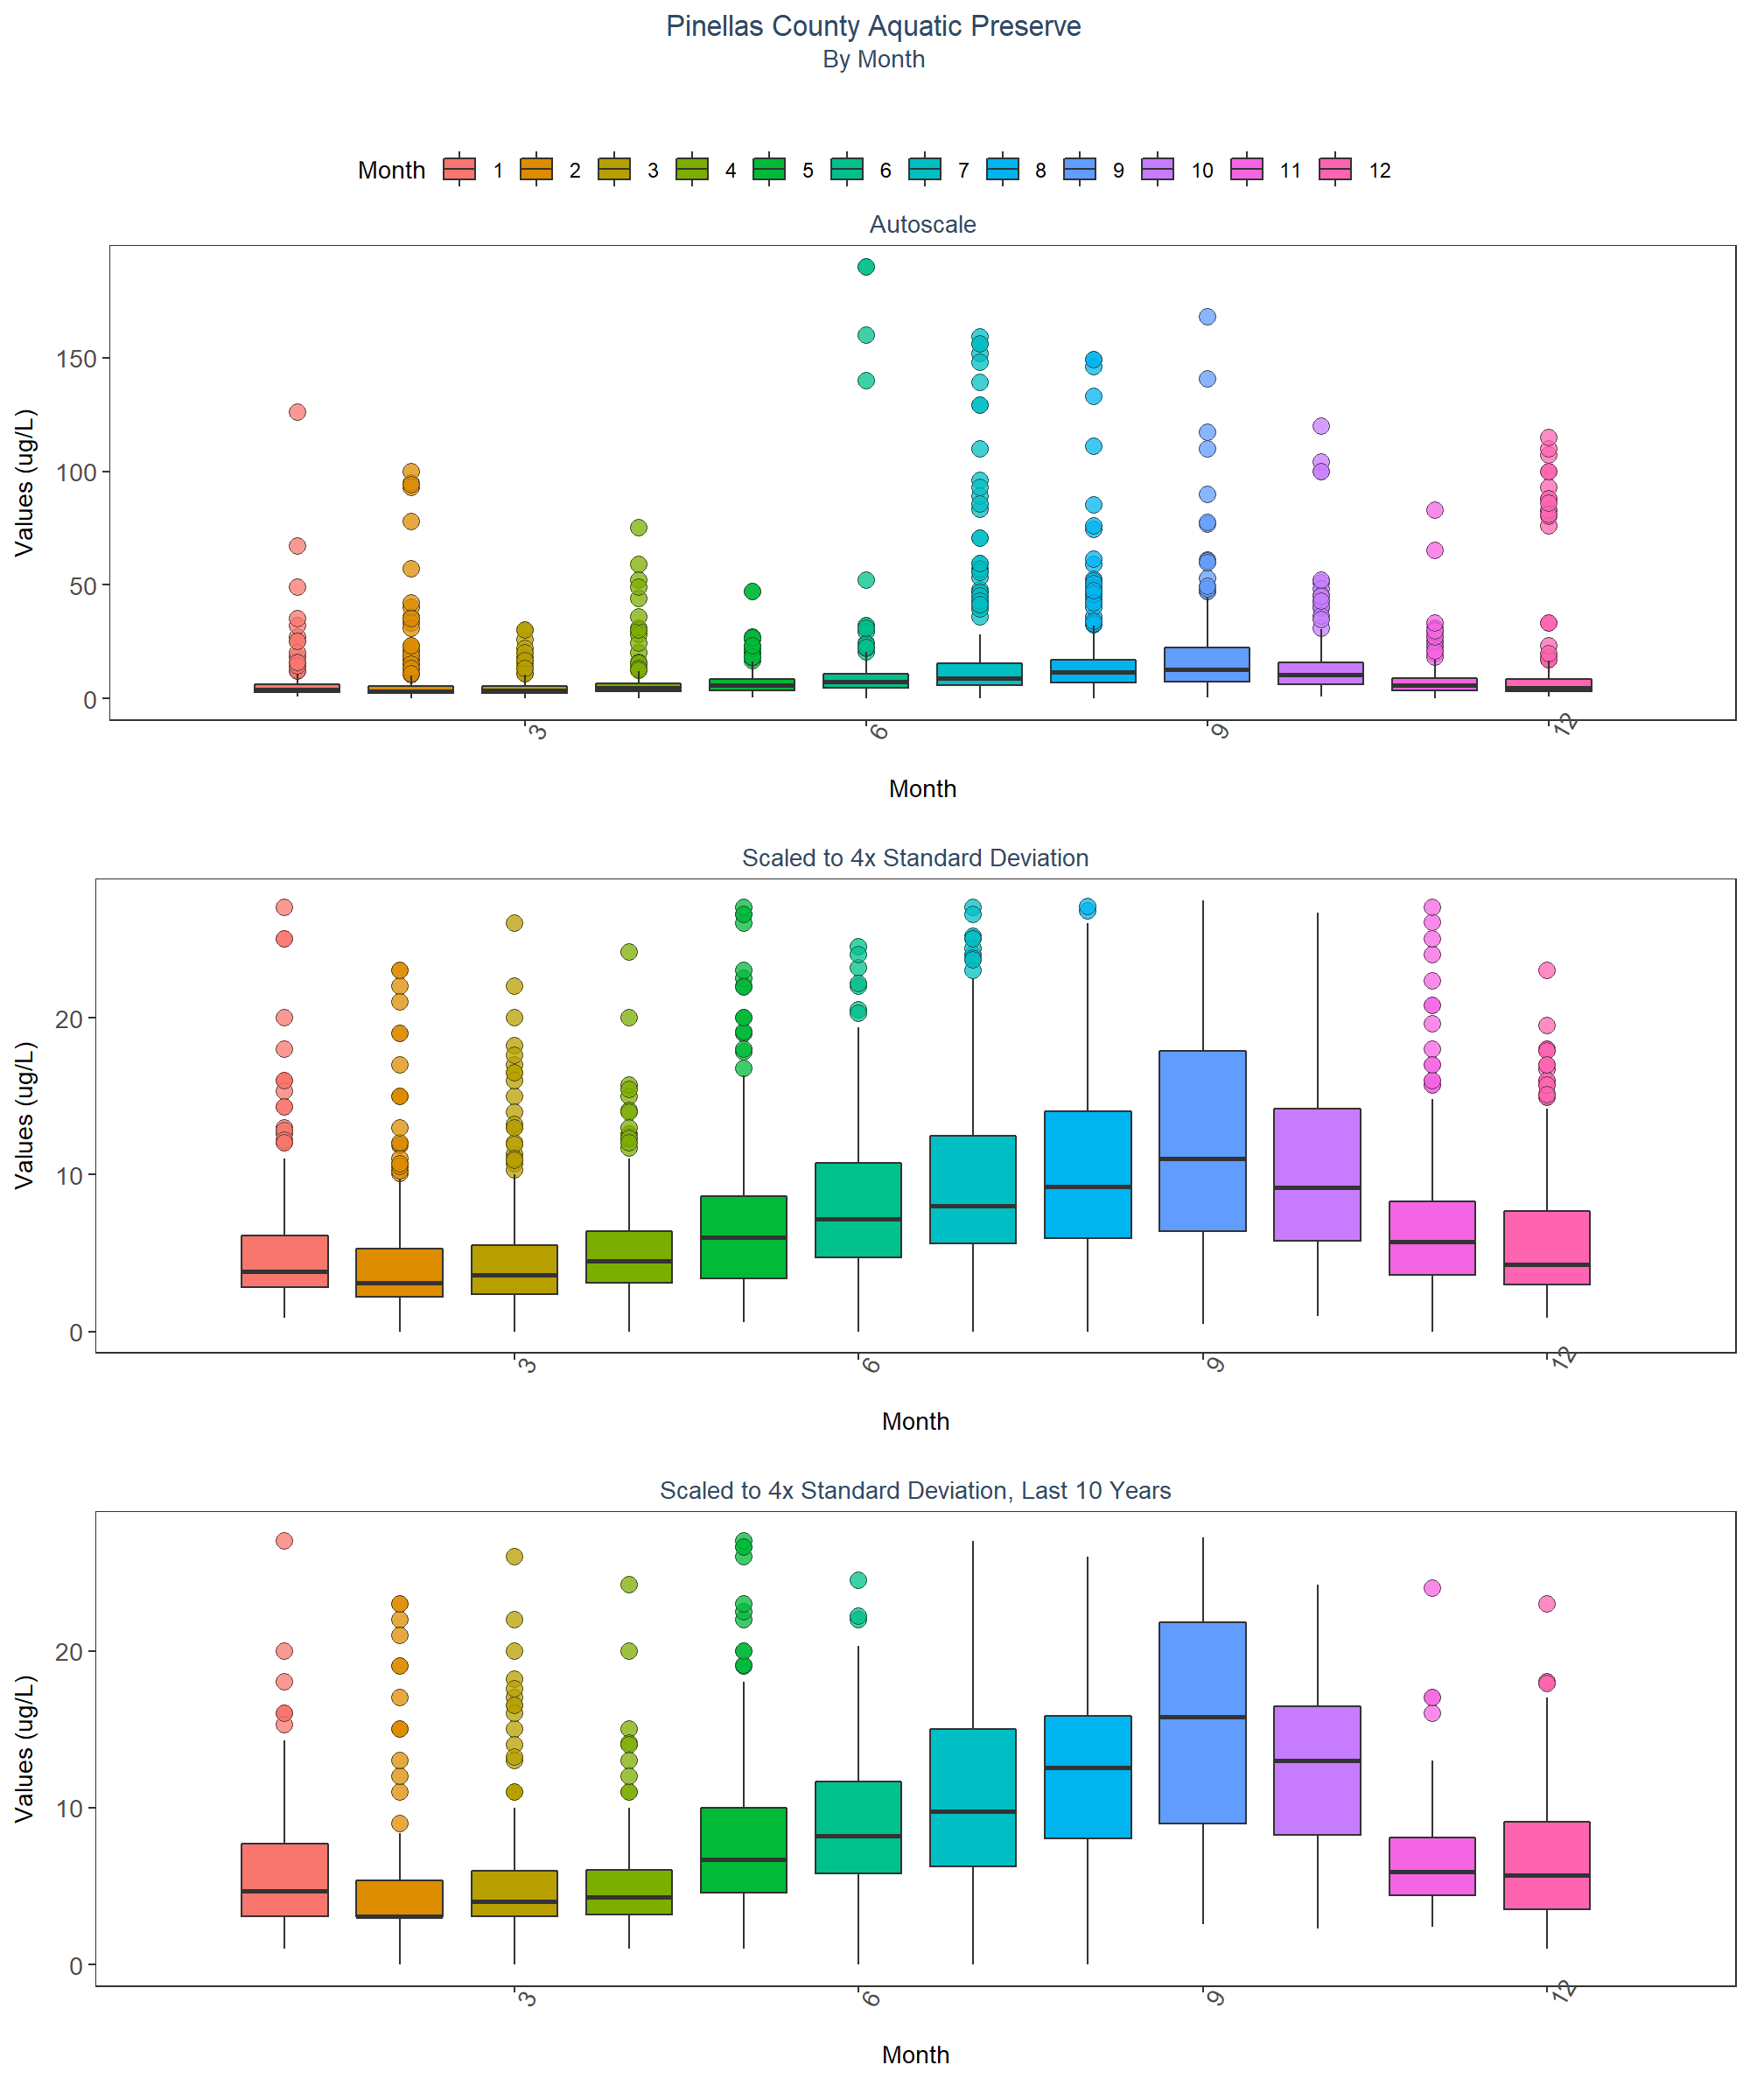 Pinellas County Aquatic Preserve
By Month
Month 1 2 3 4 5 6 7 8 9 10 11 12
Autoscale
Values (ug/L)
150
100
50
0
3 6 9 12
Month
Scaled to 4x Standard Deviation
Values (ug/L)
20
10
0
3 6 9 12
Month
Scaled to 4x Standard Deviation, Last 10 Years
Values (ug/L)
20
10
0
3 6 9 12
Month